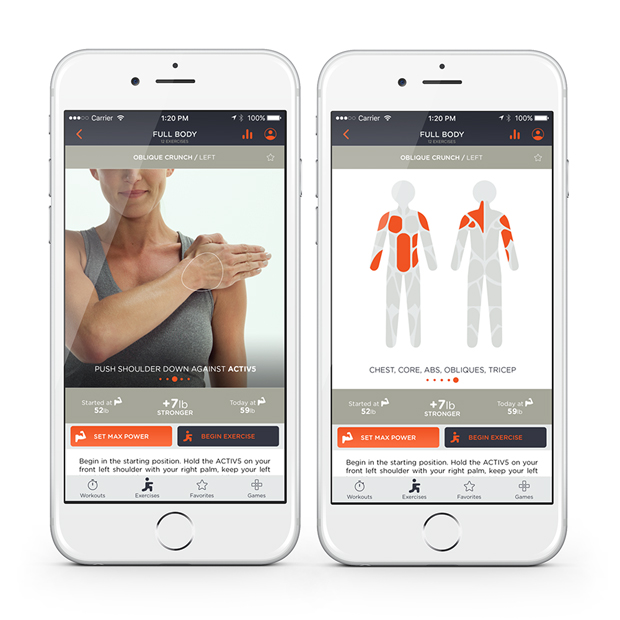 Carrier 1:20 PM 100%
FULL BODY
12 EXERCISES
OBLIQUE CRUNCH / LEFT
PUSH SHOULDER DOWN AGAINST ACTIV5
Started at
52lb
+7lb
STRONGER
Today at
59lb
SET MAX POWER
BEGIN EXERCISE
Begin in the starting position. Hold the ACTIV5 on your
front left shoulder with your right palm, keep your left
Workouts Exercises Favorites Games
Carrier 1:20 PM 100%
FULL BODY
12 EXERCISES
OBLIQUE CRUNCH / LEFT
CHEST, CORE, ABS, OBLIQUES, TRICEP
Started at
52lb
+7lb
STRONGER
Today at
59lb
SET MAX POWER
BEGIN EXERCISE
Begin in the starting position. Hold the ACTIV5 on your
front left shoulder with your right palm, keep your left
Workouts Exercises Favorites Games